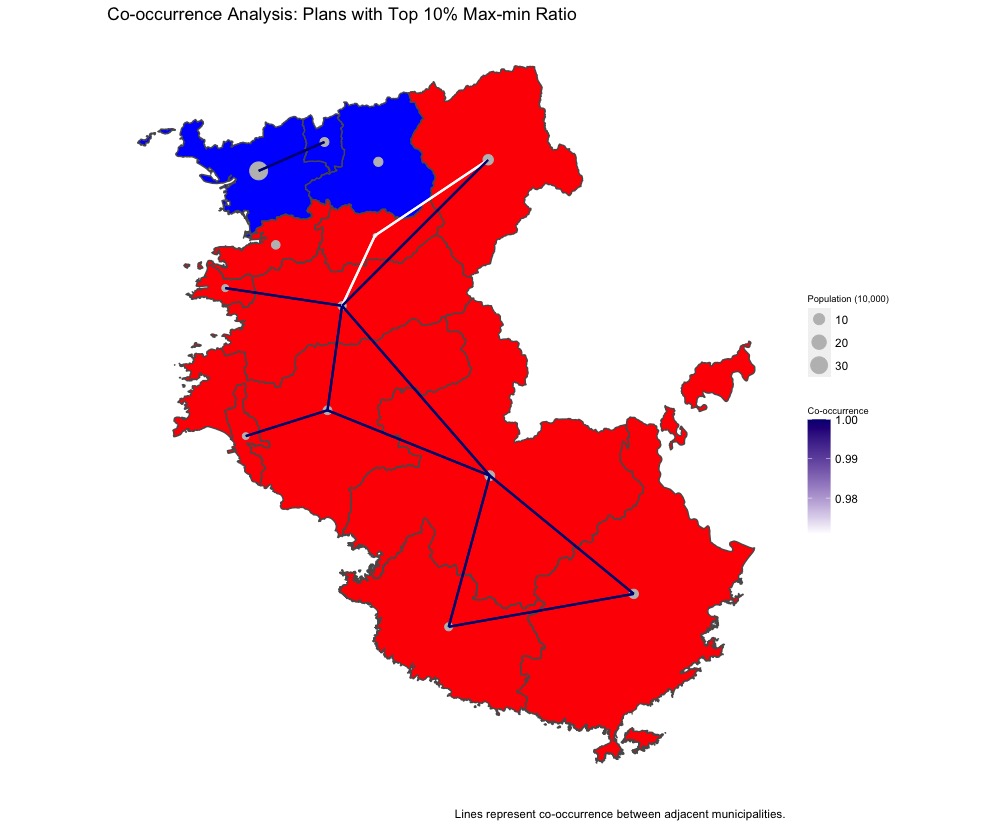 Co-occurrence Analysis: Plans with Top 10% Max-min Ratio
Population (10,000)
10
20
30
Co-occurrence
1.00
0.99
0.98
Lines represent co-occurrence between adjacent municipalities.